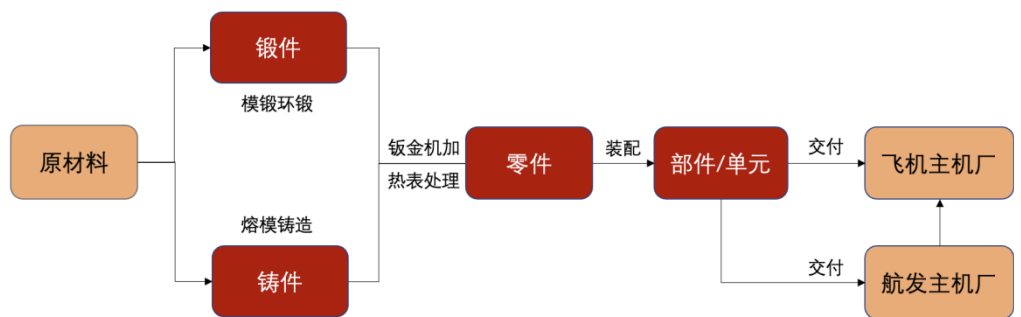 锻件
模锻环锻
原材料
钣金机加
热表处理
零件
装配
部件/单元
交付
飞机主机厂
熔模铸造
铸件
交付
航发主机厂